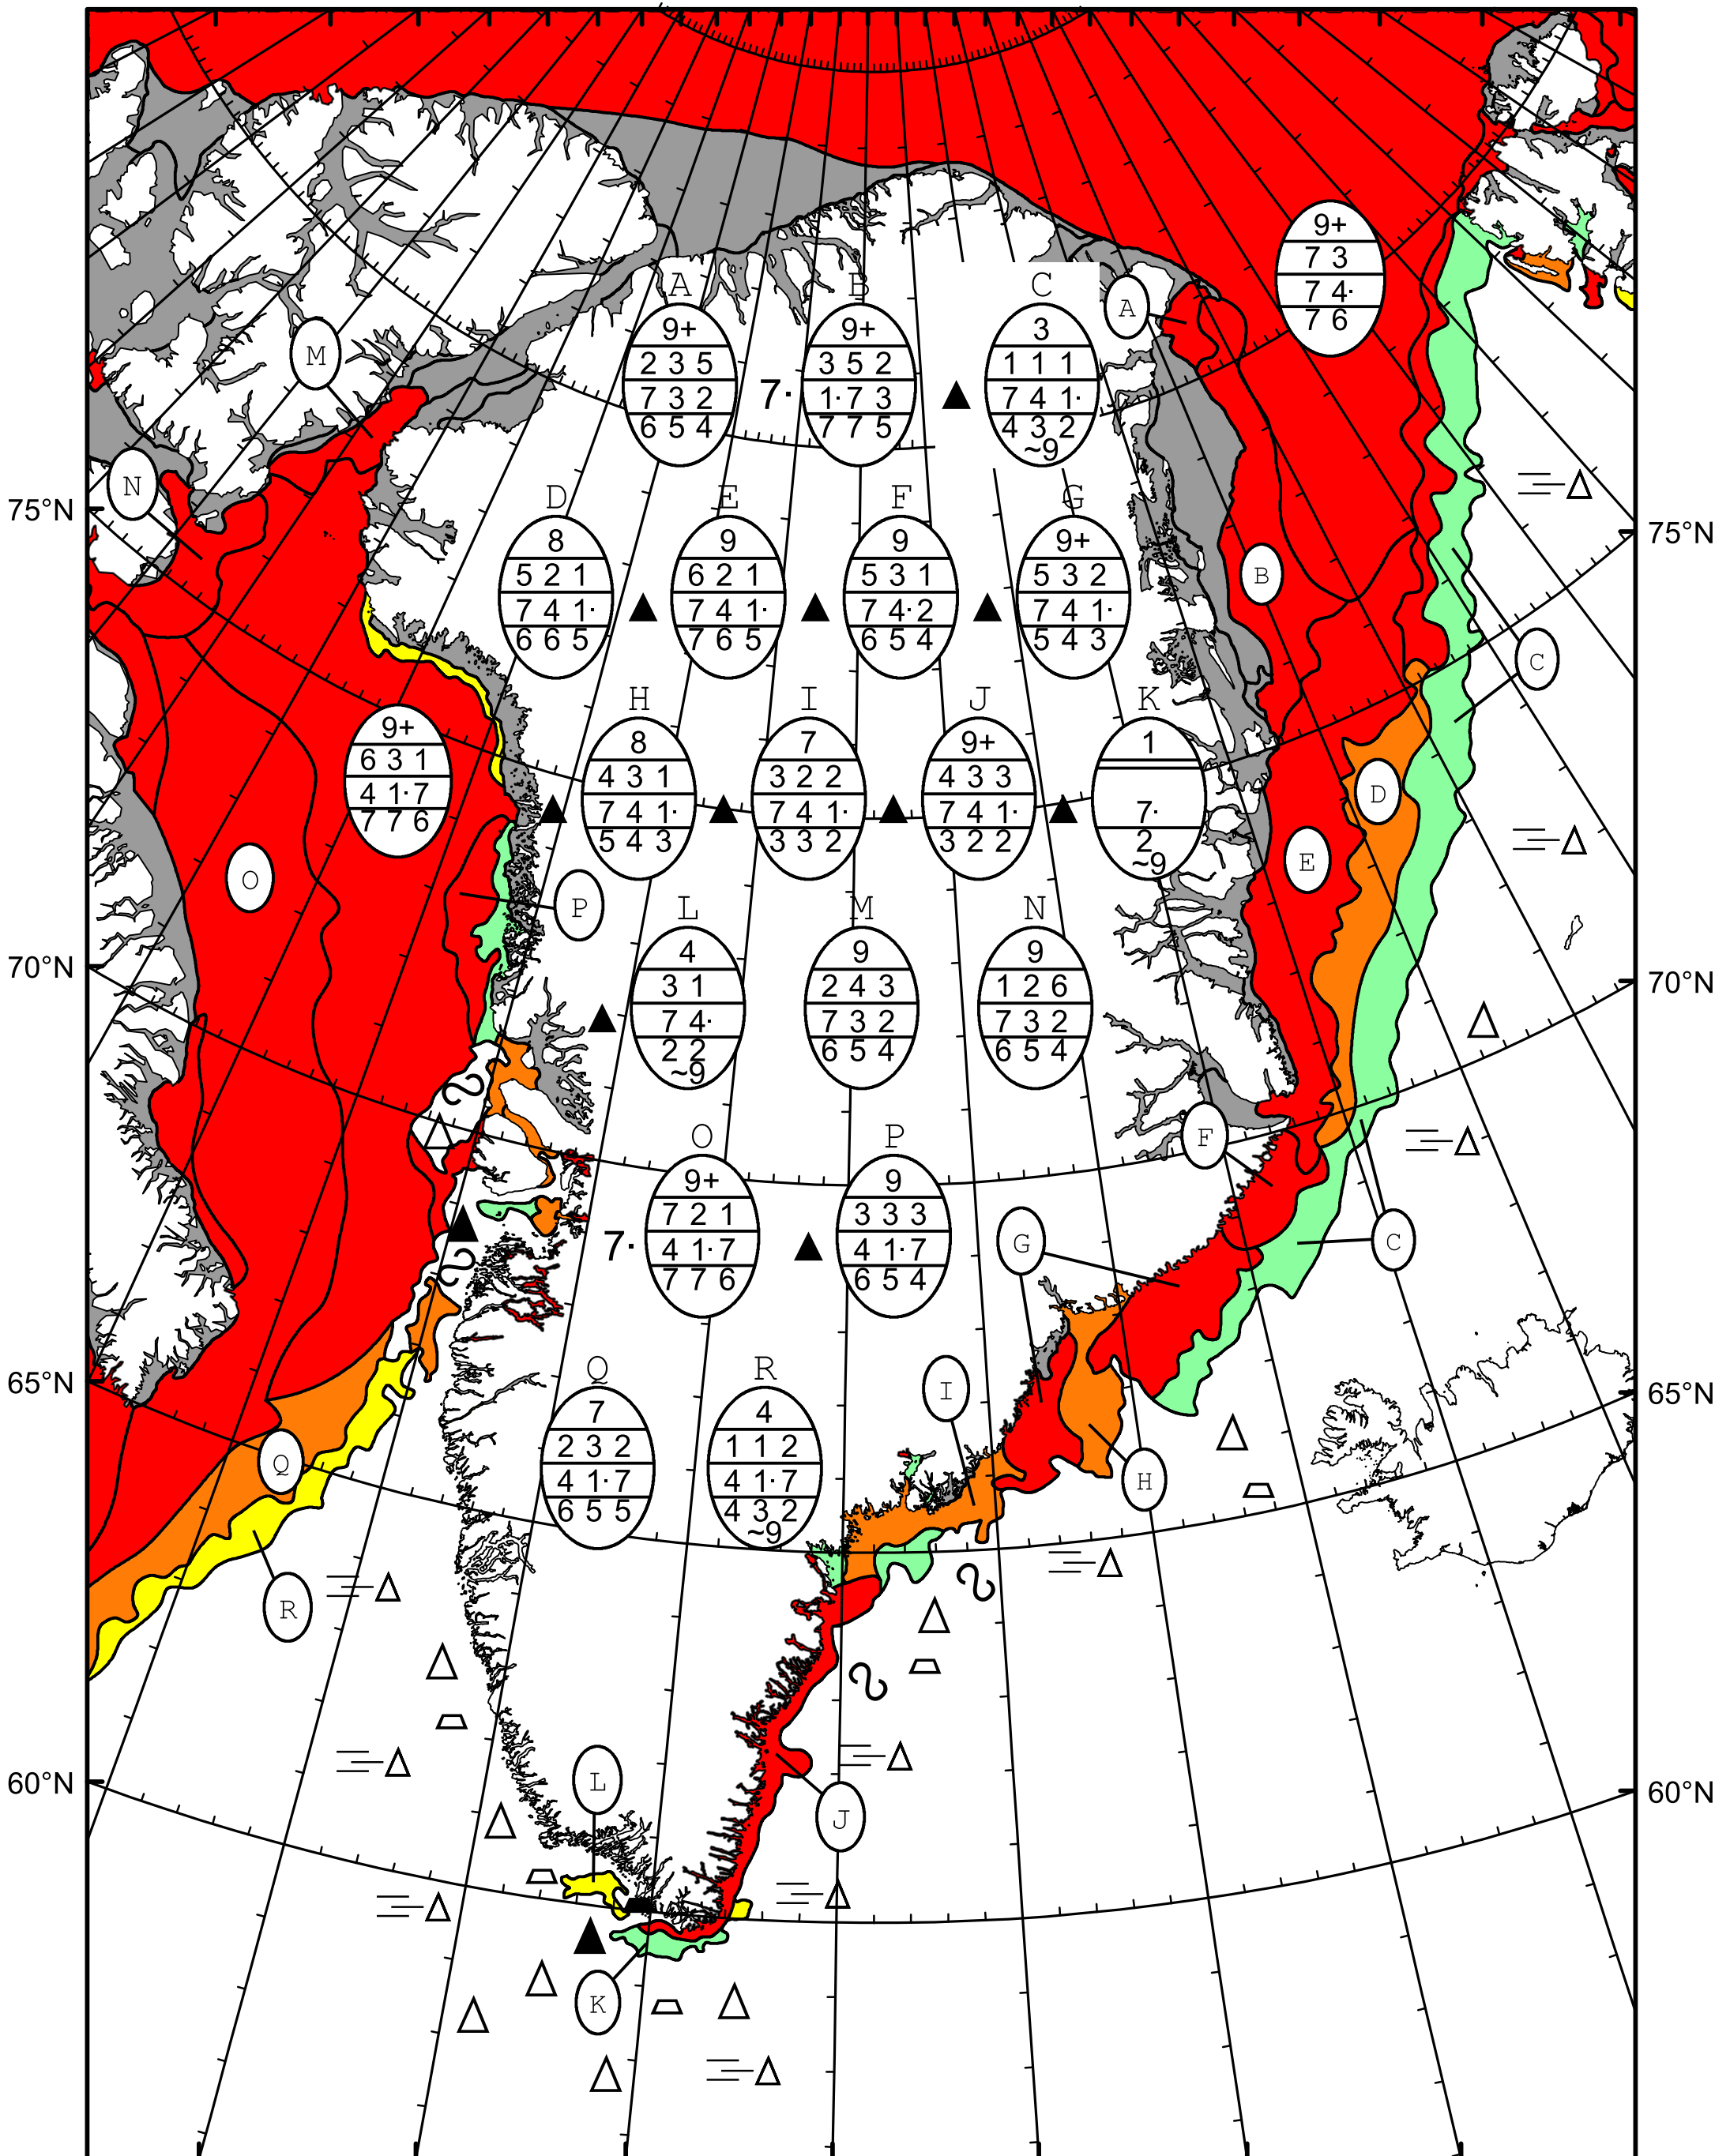 9+
7 3
7 4·
7 6
A B C
A
9+ 9+ 3
2 3 5 3 5 2 1 1 1
7 3 2 7· 1·7 3 ▲ 7 4 1·
6 5 4 7 7 5 4 3 2
~9
M
N
D E F G
75°N 75°N
8 9 9 9+
5 2 1 6 2 1 5 3 1 5 3 2
7 4 1· ▲ 7 4 1· ▲ 7 4·2 ▲ 7 4 1·
6 6 5 7 6 5 6 5 4 5 4 3
B
C
H I J K
9+
6 3 1
4 1·7
7 7 6
8 7 9+ 1
4 3 1 3 2 2 4 3 3
▲ 7 4 1· ▲ 7 4 1· ▲ 7 4 1· ▲ 7·
5 4 3 3 3 2 3 2 2 2
~9
D
E
O
P
L M N
4 9 9
70°N 70°N
3 1 2 4 3 1 2 6
▲ 7 4· 7 3 2 7 3 2
2 2 6 5 4 6 5 4
~9
F
O P
9+ 9
7 2 1 3 3 3
7· 4 1·7 ▲ 4 1·7
7 7 6 6 5 4
G
C
Q R
65°N 65°N
I
7 4
2 3 2 1 1 2
4 1·7 4 1·7
6 5 5 4 3 2
~9
Q
H
R
L
60°N 60°N
J
K